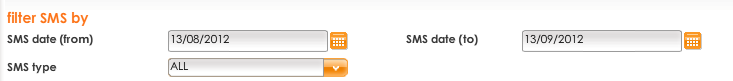 filter SMS by
SMS date (from) 13/08/2012 SMS date (to) 13/09/2012
SMS type ALL